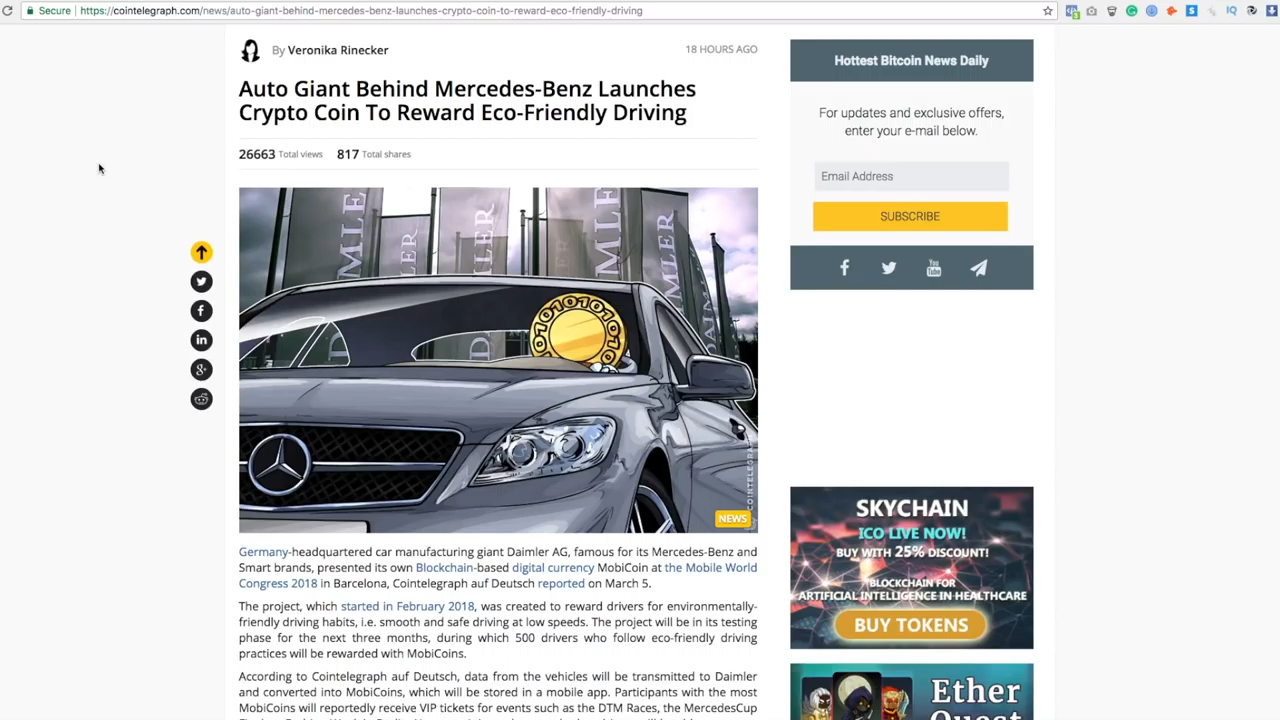 Secure
https://cointelegraph.com/news/auto-giant-behind-mercedes-benz-launches-crypto-coin-to-reward-eco-friendly-driving
By Veronika Rinecker
18 HOURS AGO
Auto Giant Behind Mercedes-Benz Launches
Crypto Coin To Reward Eco-Friendly Driving
26663 Total views 817 Total shares
DAIMLER
NEWS
Germany-headquartered car manufacturing giant Daimler AG, famous for its Mercedes-Benz and
Smart brands, presented its own Blockchain-based digital currency MobiCoin at the Mobile World
Congress 2018 in Barcelona, Cointelegraph auf Deutsch reported on March 5.
The project, which started in February 2018, was created to reward drivers for environmentally-
friendly driving habits, i.e. smooth and safe driving at low speeds. The project will be in its testing
phase for the next three months, during which 500 drivers who follow eco-friendly driving
practices will be rewarded with MobiCoins.
According to Cointelegraph auf Deutsch, data from the vehicles will be transmitted to Daimler
and converted into MobiCoins, which will be stored in a mobile app. Participants with the most
MobiCoins will reportedly receive VIP tickets for events such as the DTM Races, the MercedesCup
Hottest Bitcoin News Daily
For updates and exclusive offers,
enter your e-mail below.
Email Address
SUBSCRIBE
You
Tube
SKYCHAIN
ICO LIVE NOW!
BUY WITH 25% DISCOUNT!
BLOCKCHAIN FOR
ARTIFICIAL INTELLIGENCE IN HEALTHCARE
BUY TOKENS
Ether
Quest